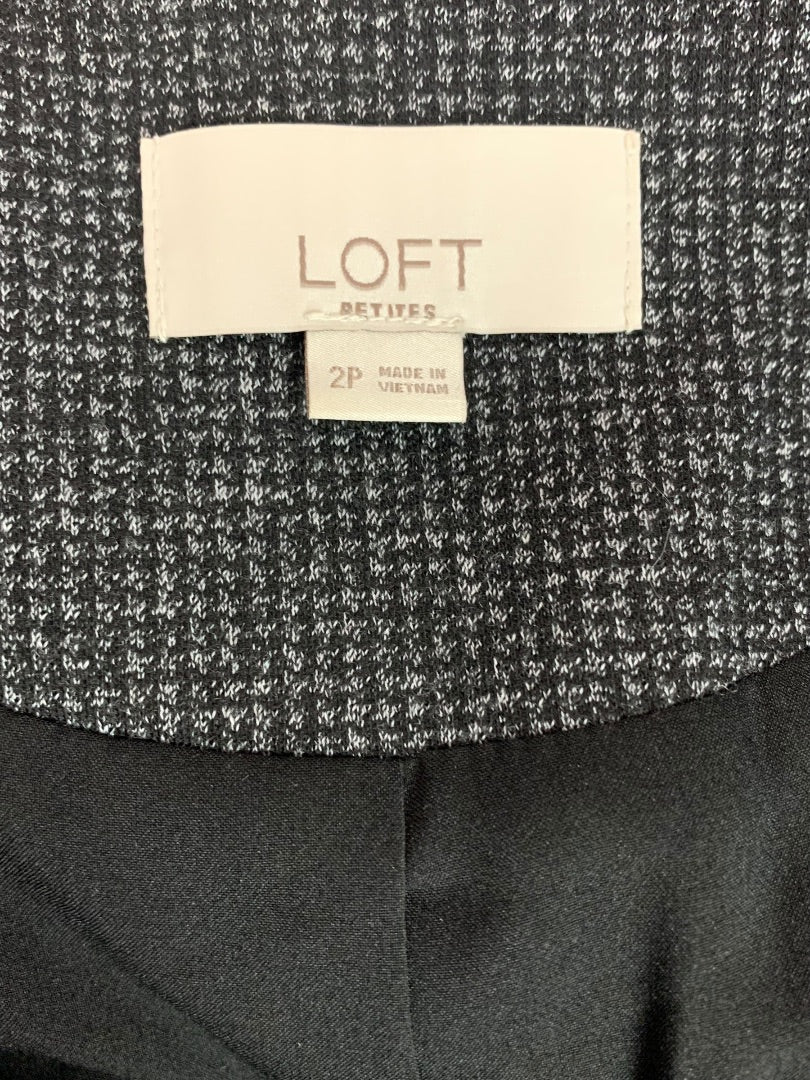 LOFT
PETITES
2P MADE IN
VIETNAM